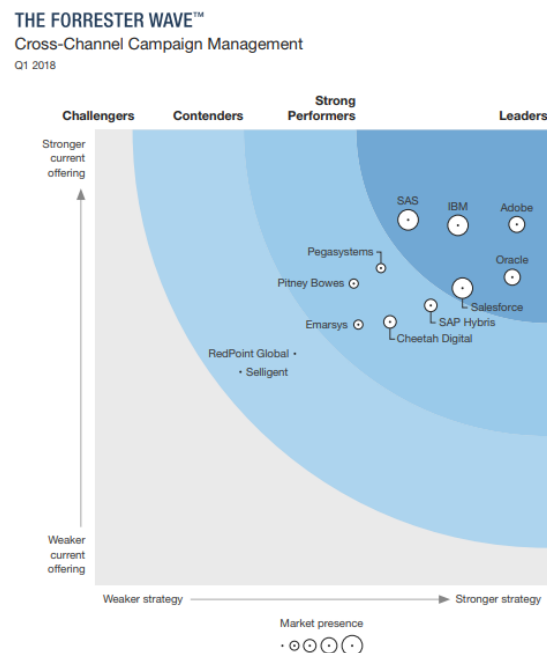 THE FORRESTER WAVE™
Cross-Channel Campaign Management
Q1 2018
Challengers
Contenders
Strong
Performers
Leaders
Stronger
current
offering
SAS
IBM
Adobe
Pegasystems
Oracle
Pitney Bowes
Salesforce
SAP Hybris
Emarsys
Cheetah Digital
RedPoint Global
Selligent
Weaker
current
offering
Weaker strategy
Stronger strategy
Market presence